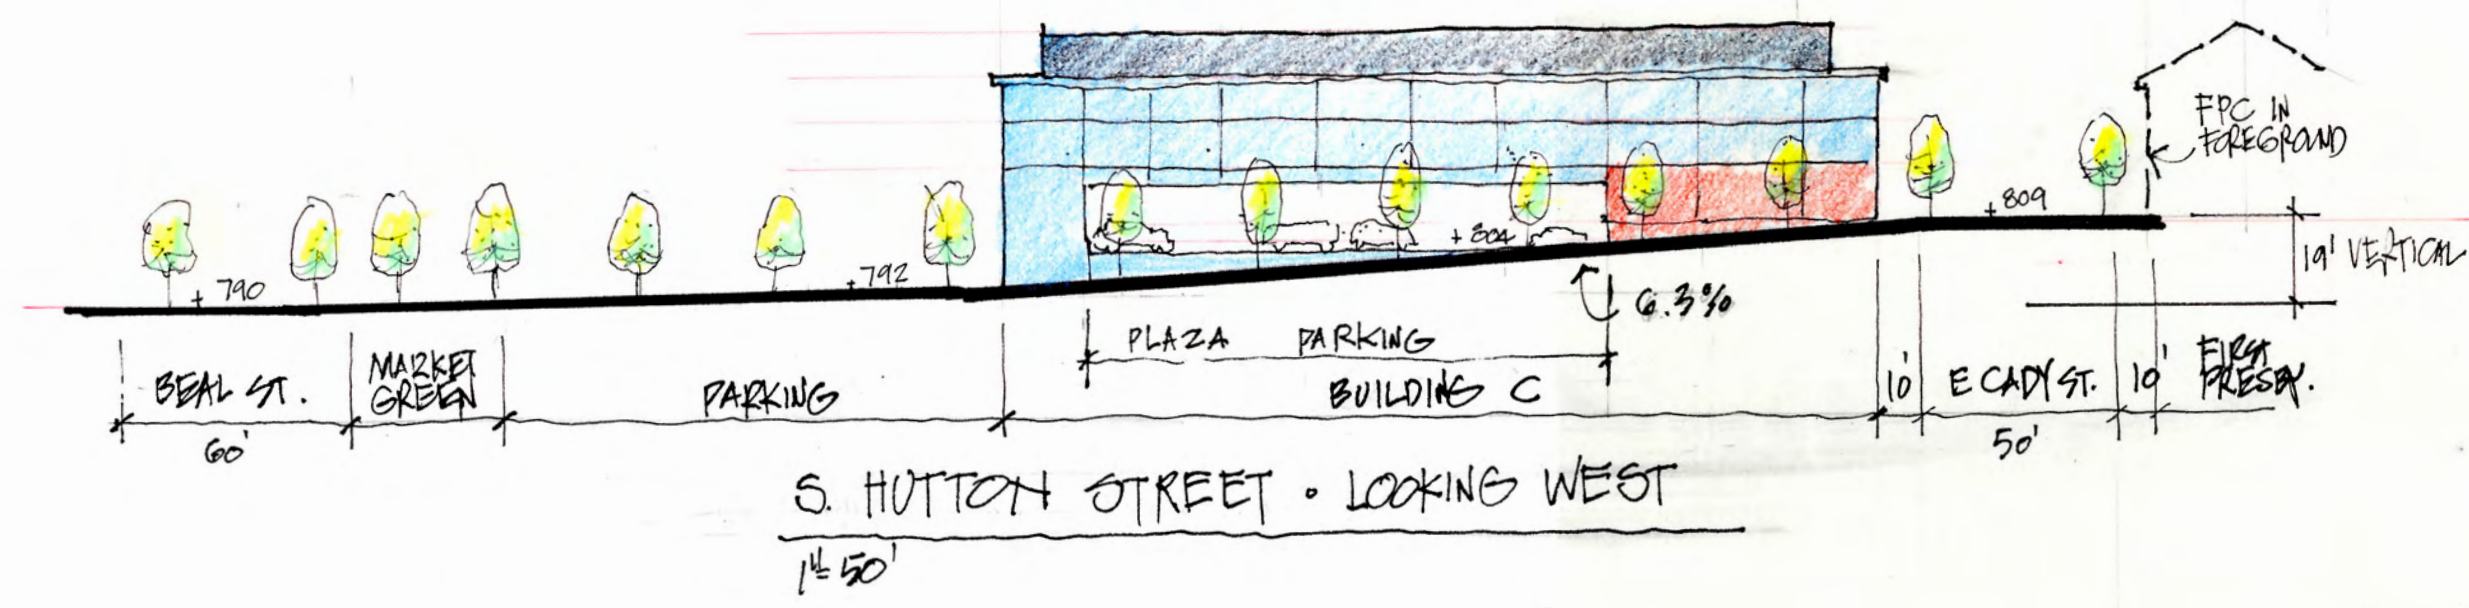 FPC IN
FOREGROUND
790
792
804
809
19' VERTICAL
6.3%
PLAZA PARKING
BEAL ST.
MARKET
GREEN
PARKING
BUILDING C
10'
E CADY ST.
10'
FIRST
PRESBY.
60'
50'
S. HUTTON STREET • LOOKING WEST
1"=50'